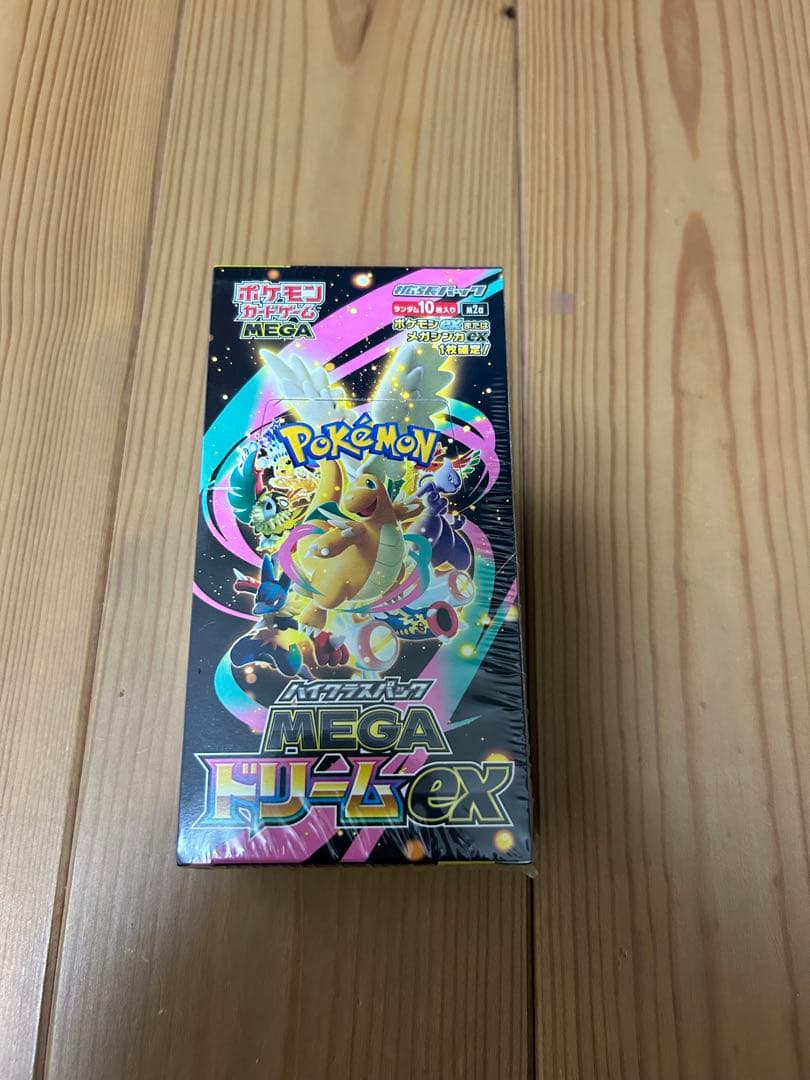 ポケモン
カードゲーム
MEGA
拡張パック
ランダム10枚入り
m2a
ポケモンexまたは
メガシンカex
1枚確定!
POKéMON
ハイクラスパック
MEGA
ドリームex